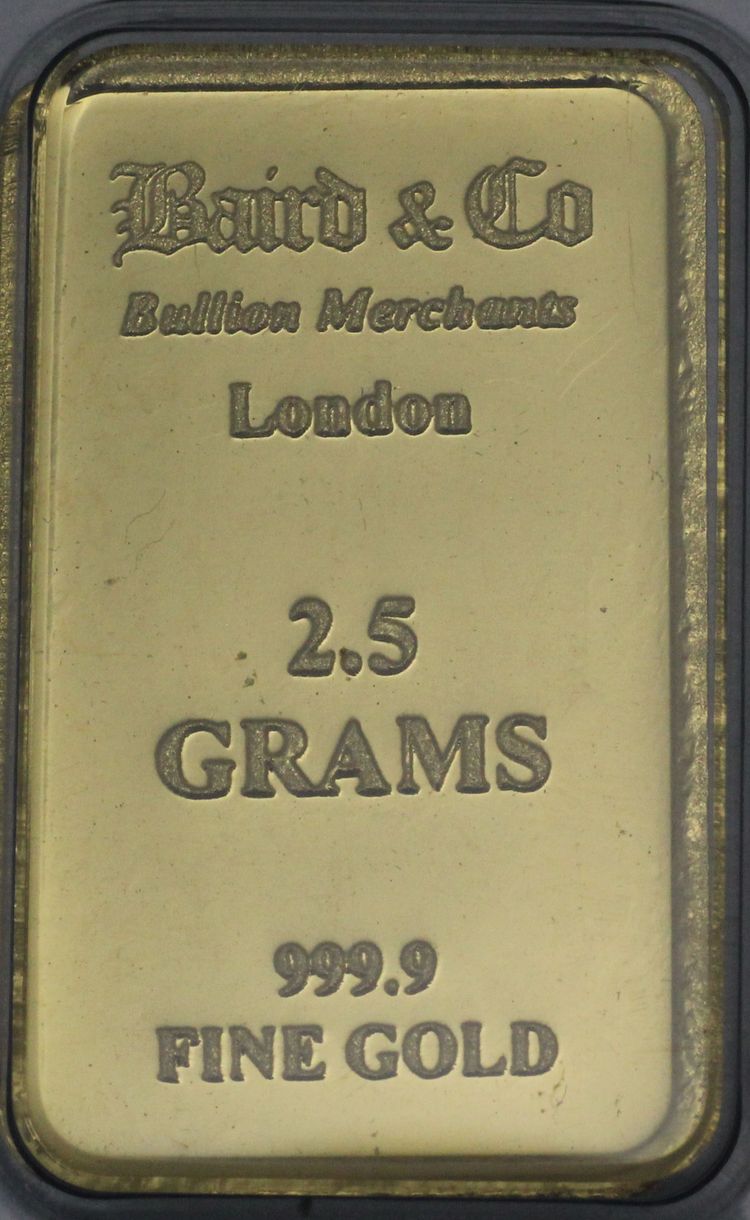 Baird & Co
Bullion Merchants
London
2.5
GRAMS
999.9
FINE GOLD